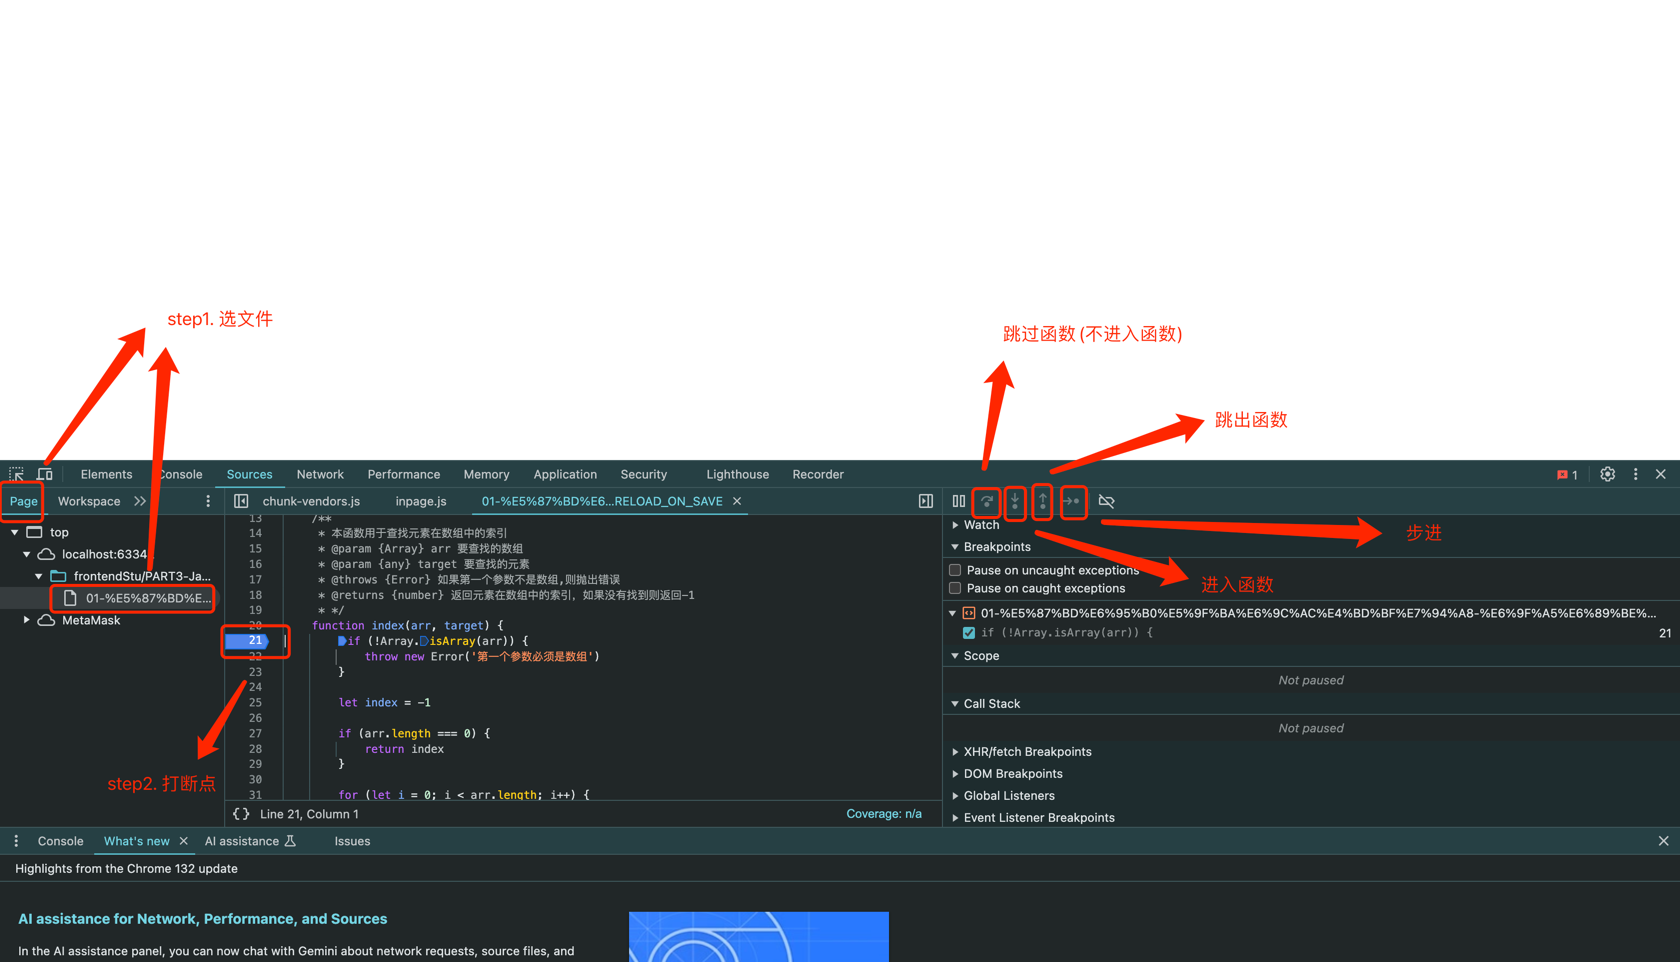 step1. 选文件
跳过函数 (不进入函数)
跳出函数
Elements
Console
Sources
Network
Performance
Memory
Application
Security
Lighthouse
Recorder
1
Page
Workspace
chunk-vendors.js
inpage.js
01-%E5%87%BD%E6...RELOAD_ON_SAVE
top
localhost:6334
frontendStu/PART3-Ja...
01-%E5%87%BD%E...
MetaMask
13 /**
14 * 本函数用于查找元素在数组中的索引
15 * @param {Array} arr 要查找的数组
16 * @param {any} target 要查找的元素
17 * @throws {Error} 如果第一个参数不是数组,则抛出错误
18 * @returns {number} 返回元素在数组中的索引, 如果没有找到则返回-1
19 * */
20 function index(arr, target) {
21 if (!Array.isArray(arr)) {
22 throw new Error('第一个参数必须是数组')
23 }
24
25 let index = -1
26
27 if (arr.length === 0) {
28 return index
29 }
30
31 for (let i = 0; i < arr.length; i++) {
step2. 打断点
{} Line 21, Column 1
Coverage: n/a
步进
进入函数
Watch
Breakpoints
Pause on uncaught exceptions
Pause on caught exceptions
01-%E5%87%BD%E6%95%B0%E5%9F%BA%E6%9C%AC%E4%BD%BF%E7%94%A8-%E6%9F%A5%E6%89%BE%...
if (!Array.isArray(arr)) {
21
Scope
Not paused
Call Stack
Not paused
XHR/fetch Breakpoints
DOM Breakpoints
Global Listeners
Event Listener Breakpoints
Console
What's new
AI assistance
Issues
Highlights from the Chrome 132 update
AI assistance for Network, Performance, and Sources
In the AI assistance panel, you can now chat with Gemini about network requests, source files, and